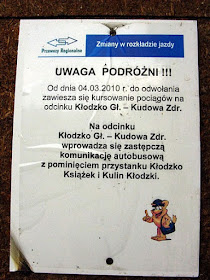 Przewozy Regionalne
Zmiany w rozkładzie jazdy
UWAGA PODRÓŻNI !!!
Od dnia 04.03.2010 r. do odwołania
zawiesza się kursowanie pociągów na
odcinku Kłodzko Gł. – Kudowa Zdr.
Na odcinku
Kłodzko Gł. – Kudowa Zdr.
wprowadza się zastępczą
komunikację autobusową
z pominięciem przystanku Kłodzko
Książek i Kulin Kłodzki.